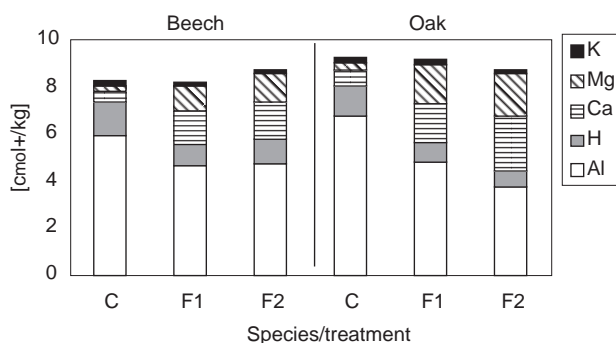 Beech Oak
10
8
6
4
2
0
[cmol+/kg]
C F1 F2 C F1 F2
Species/treatment
K
Mg
Ca
H
Al